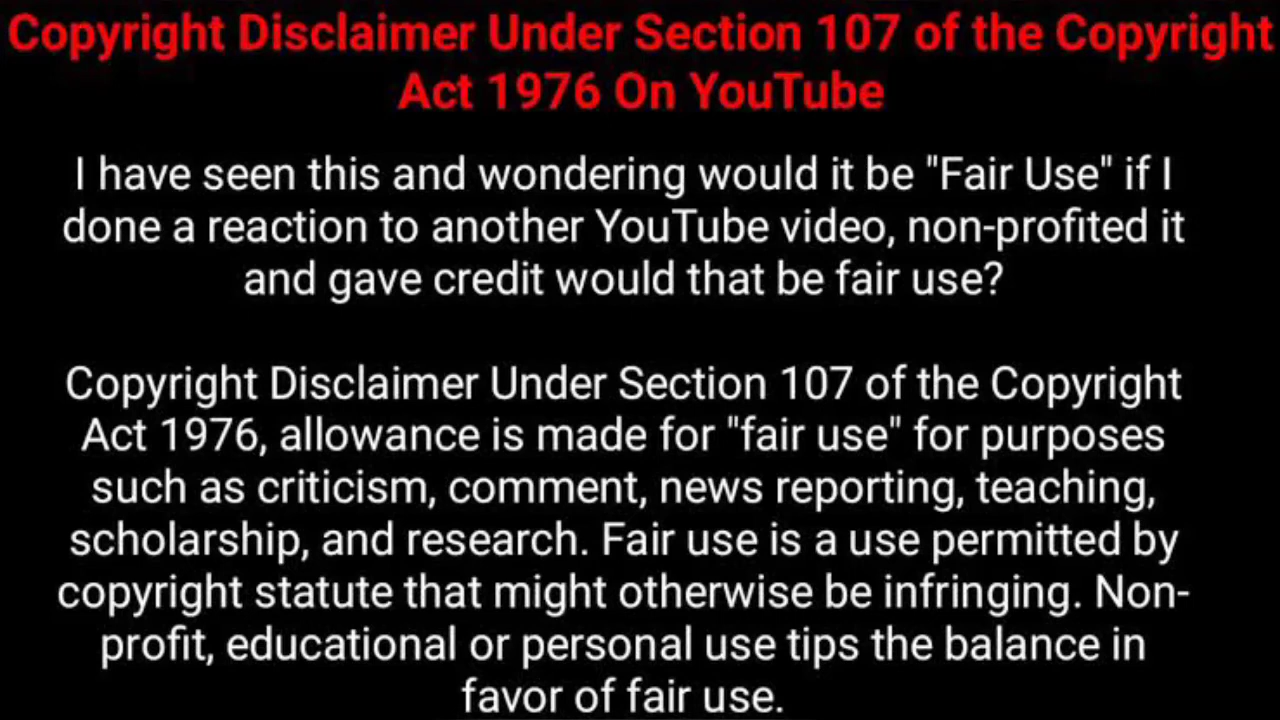 Copyright Disclaimer Under Section 107 of the Copyright
Act 1976 On YouTube
I have seen this and wondering would it be "Fair Use" if I
done a reaction to another YouTube video, non-profited it
and gave credit would that be fair use?
Copyright Disclaimer Under Section 107 of the Copyright
Act 1976, allowance is made for "fair use" for purposes
such as criticism, comment, news reporting, teaching,
scholarship, and research. Fair use is a use permitted by
copyright statute that might otherwise be infringing. Non-
profit, educational or personal use tips the balance in
favor of fair use.